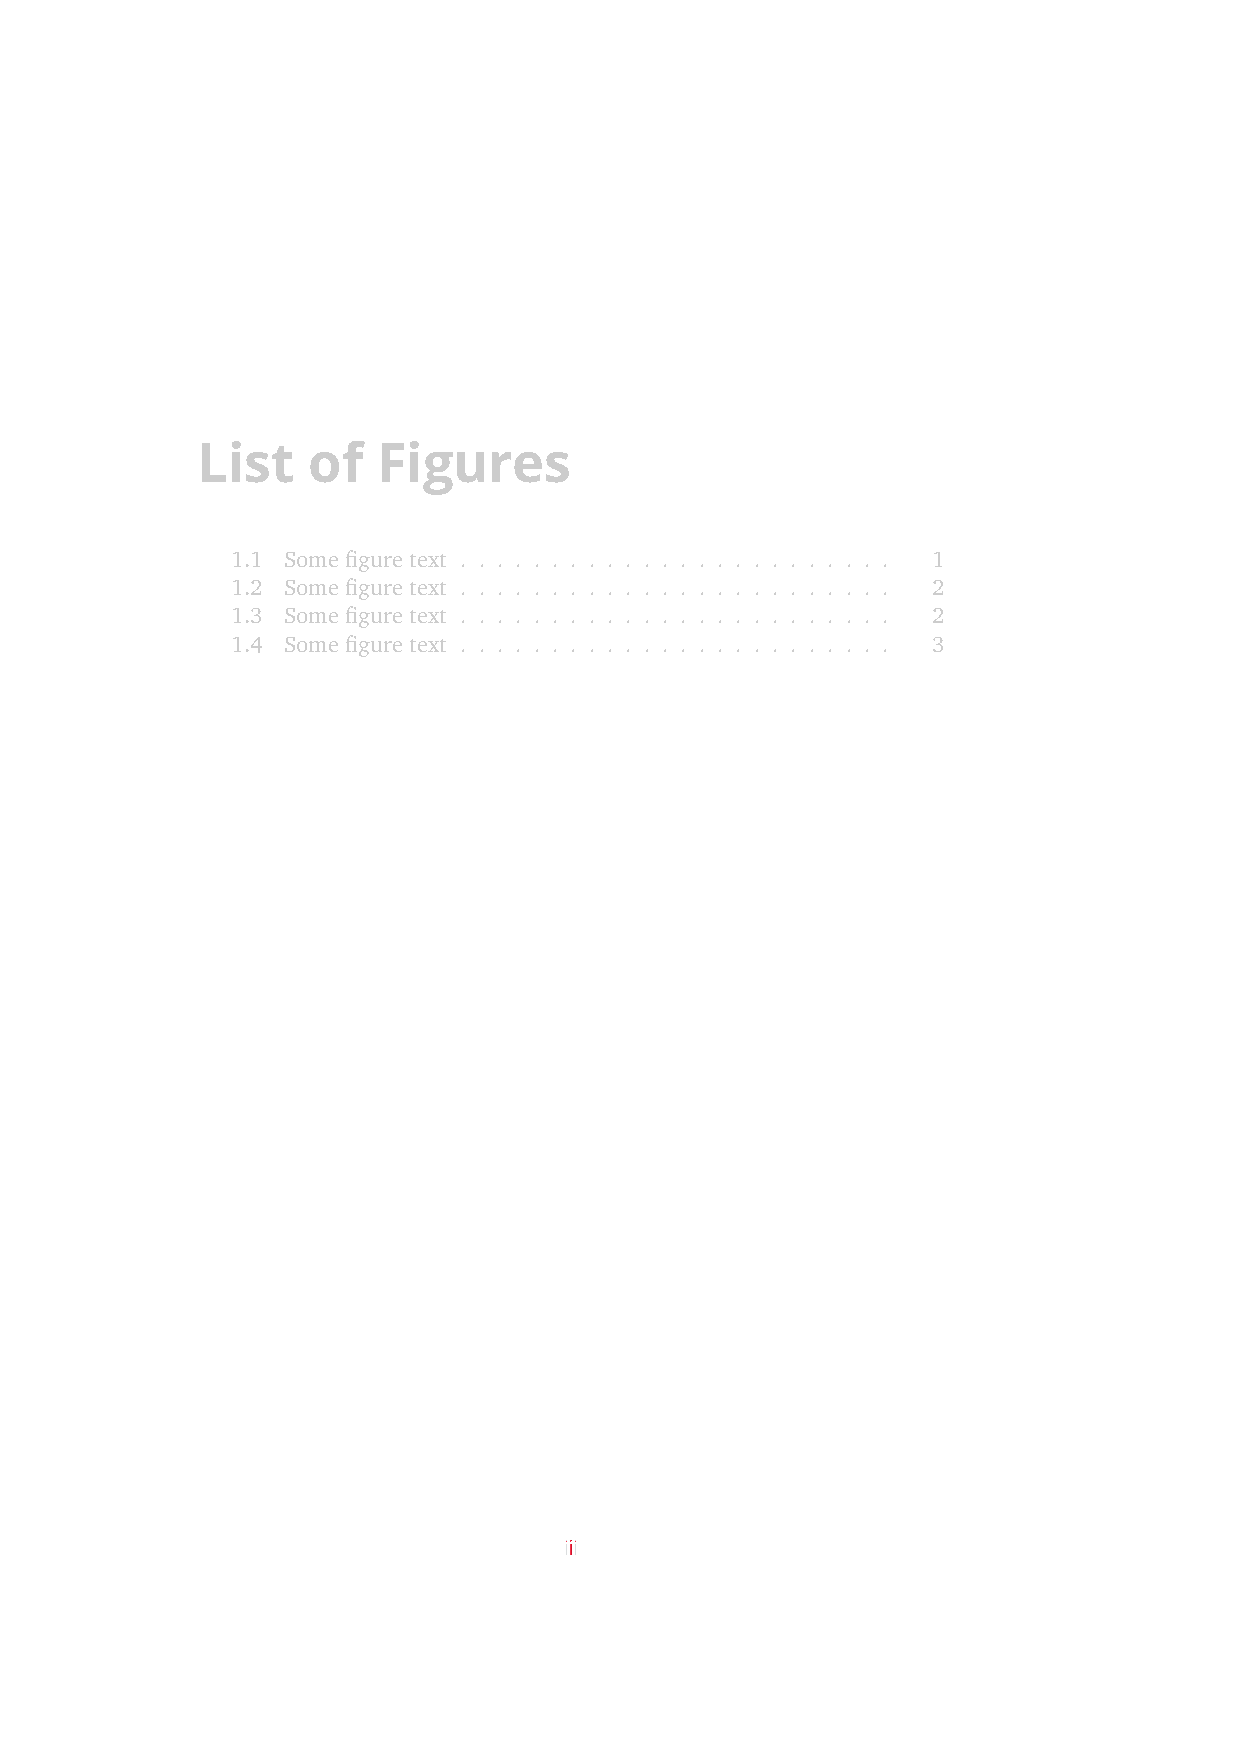 List of Figures
1.1 Some figure text . . . . . . . . . . . . . . . . . . . . . . . . 1
1.2 Some figure text . . . . . . . . . . . . . . . . . . . . . . . . 2
1.3 Some figure text . . . . . . . . . . . . . . . . . . . . . . . . 2
1.4 Some figure text . . . . . . . . . . . . . . . . . . . . . . . . 3